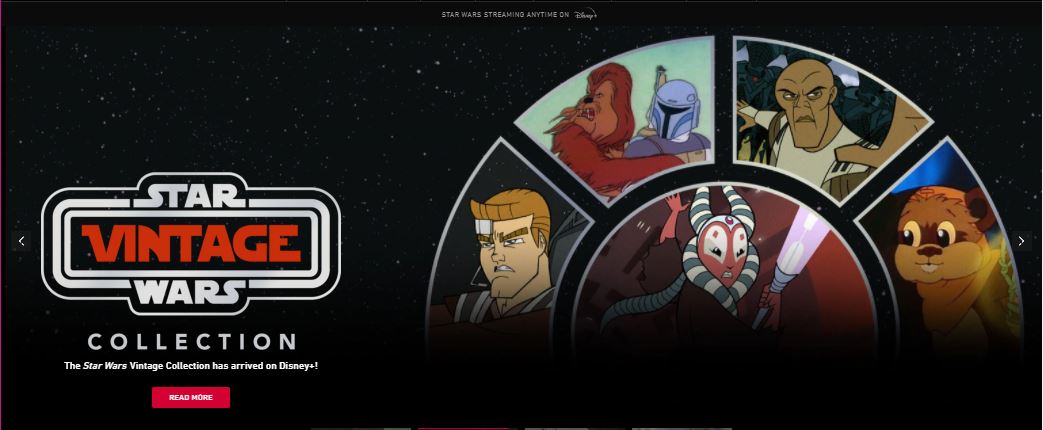 STAR WARS STREAMING ANYTIME ON Disney+
STAR
VINTAGE
WARS
COLLECTION
The Star Wars Vintage Collection has arrived on Disney+!
READ MORE